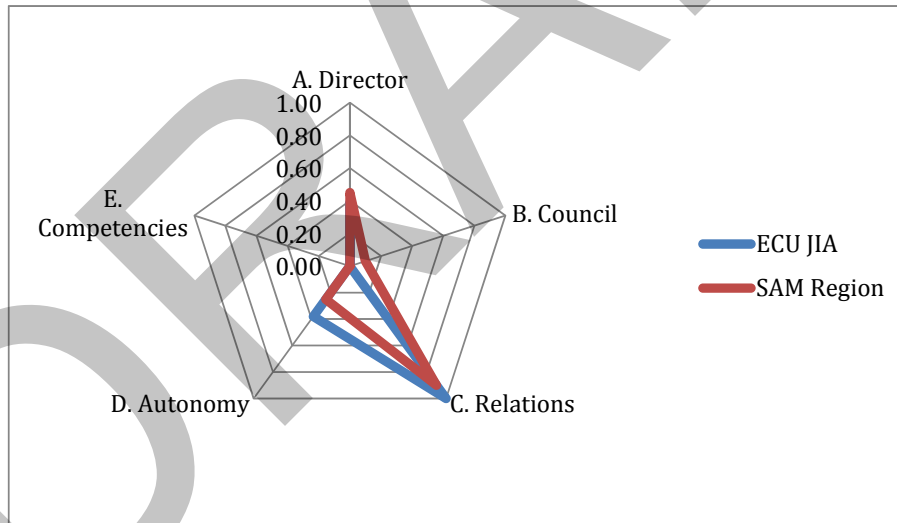 A. Director
1.00
0.80
0.60
0.40
0.20
0.00
B. Council
C. Relations
D. Autonomy
E.
Competencies
ECU JIA
SAM Region